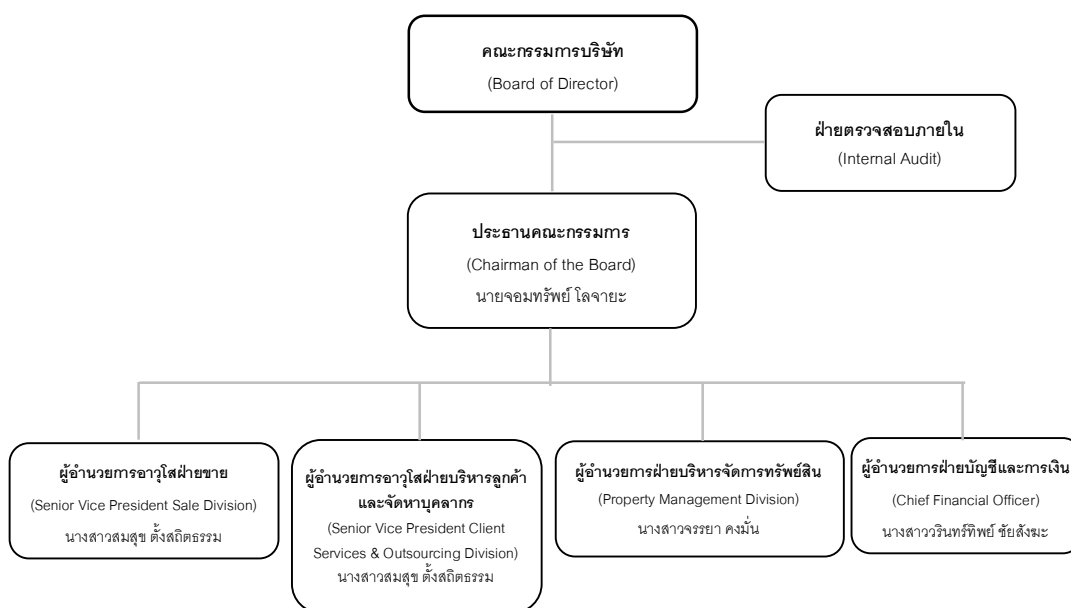 คณะกรรมการบริษัท
(Board of Director)
ฝ่ายตรวจสอบภายใน
(Internal Audit)
ประธานคณะกรรมการ
(Chairman of the Board)
นายจอมทรัพย์ โลจายะ
ผู้อำนวยการอาวุโสฝ่ายขาย
(Senior Vice President Sale Division)
นางสาวสมสุข ตั้งสถิตธรรม
ผู้อำนวยการอาวุโสฝ่ายบริหารลูกค้า
และจัดหาบุคลากร
(Senior Vice President Client
Services & Outsourcing Division)
นางสาวสมสุข ตั้งสถิตธรรม
ผู้อำนวยการฝ่ายบริหารจัดการทรัพย์สิน
(Property Management Division)
นางสาวจรรยา คงมั่น
ผู้อำนวยการฝ่ายบัญชีและการเงิน
(Chief Financial Officer)
นางสาววรินทร์ทิพย์ ชัยสังฆะ